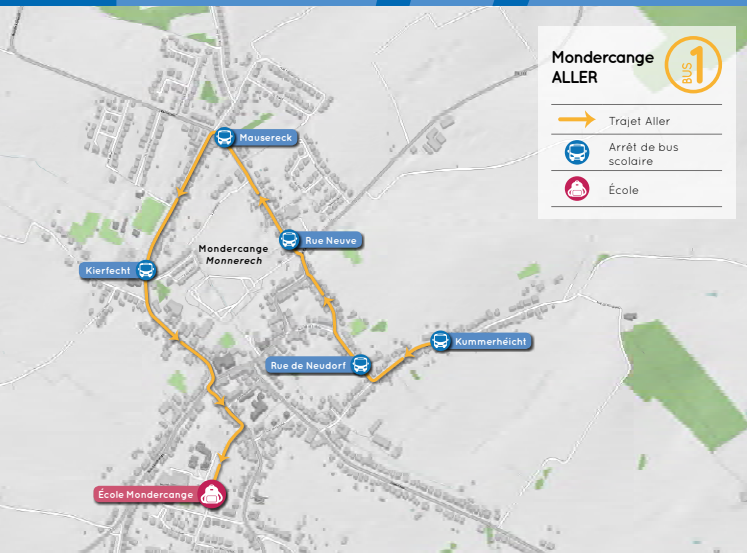 Mondercange
ALLER
BUS 1
Trajet Aller
Arrêt de bus
scolaire
École
Mausereck
Rue Neuve
Mondercange
Monnerech
Kierfecht
Kummerhéicht
Rue de Neudorf
École Mondercange